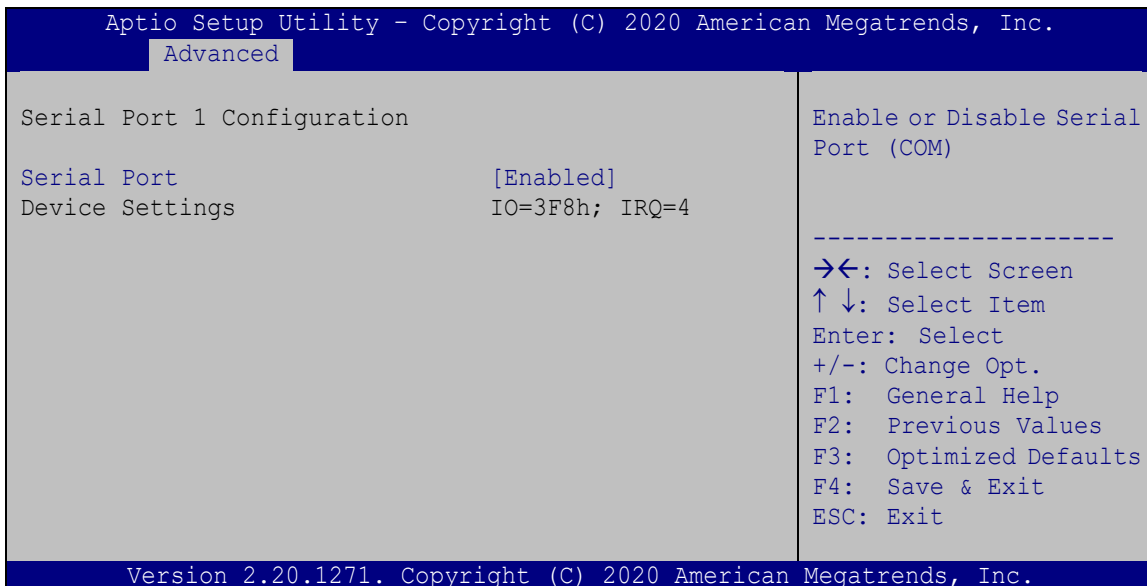 Aptio Setup Utility – Copyright (C) 2020 American Megatrends, Inc.
Advanced
Serial Port 1 Configuration
Serial Port [Enabled]
Device Settings IO=3F8h; IRQ=4
Enable or Disable Serial
Port (COM)
---------------------
→←: Select Screen
↑ ↓: Select Item
Enter: Select
+/-: Change Opt.
F1: General Help
F2: Previous Values
F3: Optimized Defaults
F4: Save & Exit
ESC: Exit
Version 2.20.1271. Copyright (C) 2020 American Megatrends, Inc.